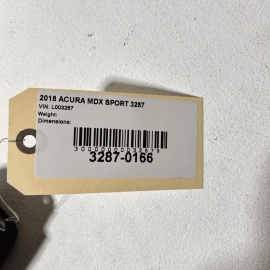 2018 ACURA MDX SPORT 3287
VIN: L003287
Weight:
Dimensions:
3287-0166